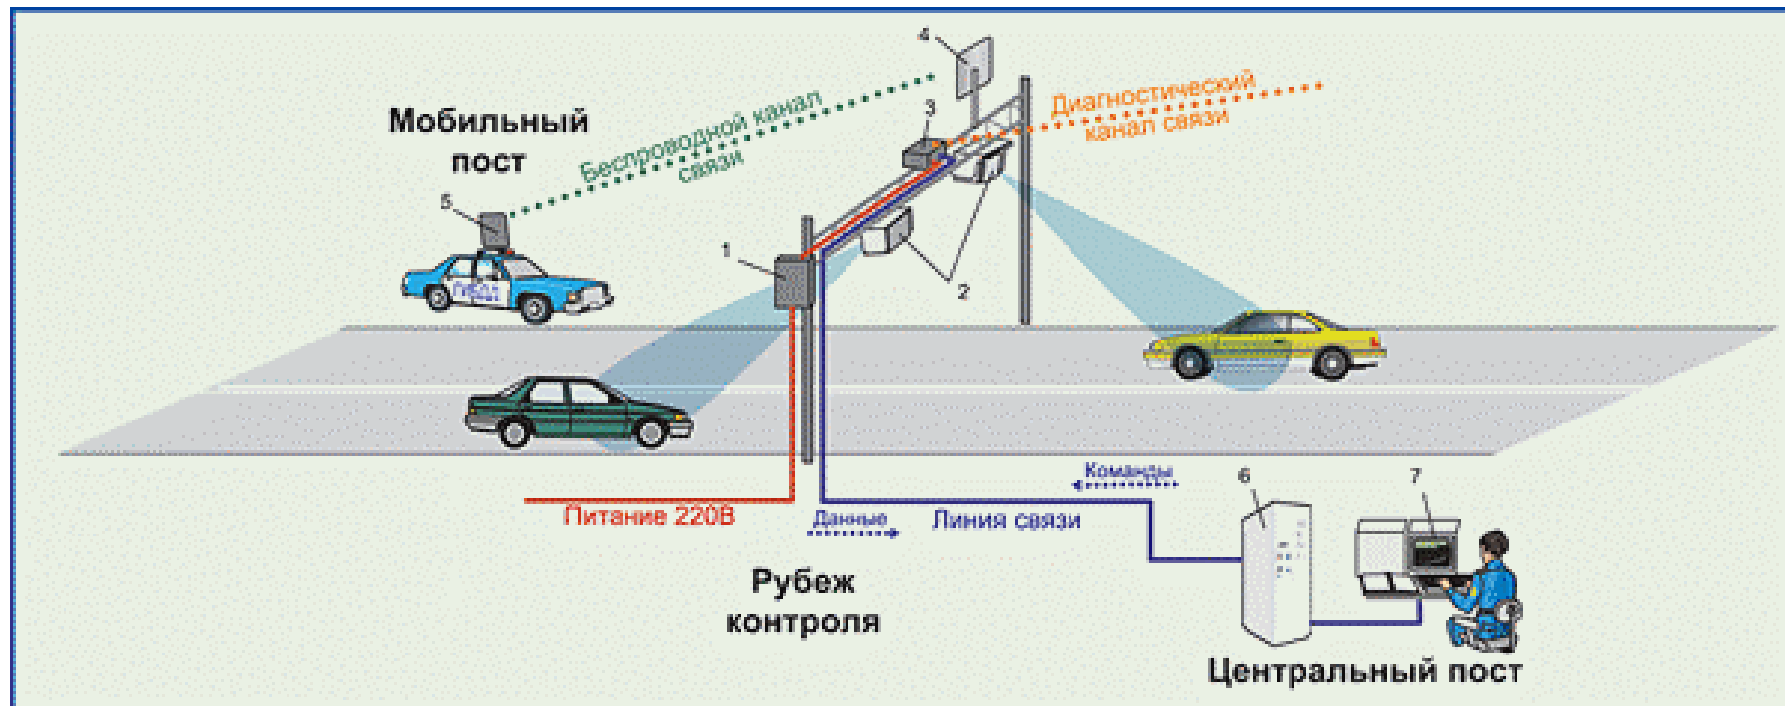 4
Мобильный
пост
Беспроводной канал
связи
3
Диагностический
канал связи
5
1
2
ГИБДД
Питание 220В
Данные
Линия связи
Команды
6
7
Рубеж
контроля
Центральный пост